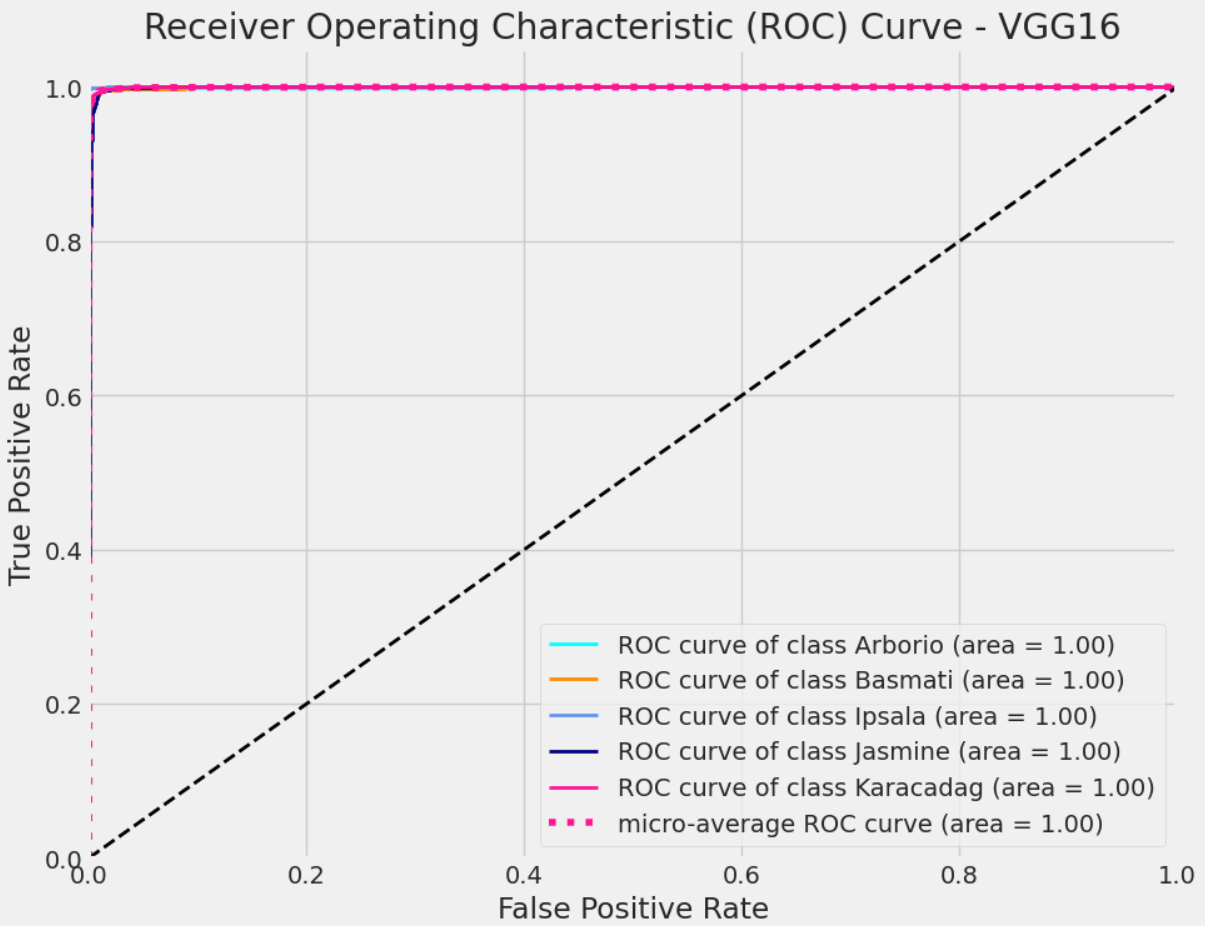 Receiver Operating Characteristic (ROC) Curve - VGG16
1.0
0.8
0.6
0.4
0.2
0.0
True Positive Rate
ROC curve of class Arborio (area = 1.00)
ROC curve of class Basmati (area = 1.00)
ROC curve of class Ipsala (area = 1.00)
ROC curve of class Jasmine (area = 1.00)
ROC curve of class Karacadag (area = 1.00)
micro-average ROC curve (area = 1.00)
0.0 0.2 0.4 0.6 0.8 1.0
False Positive Rate